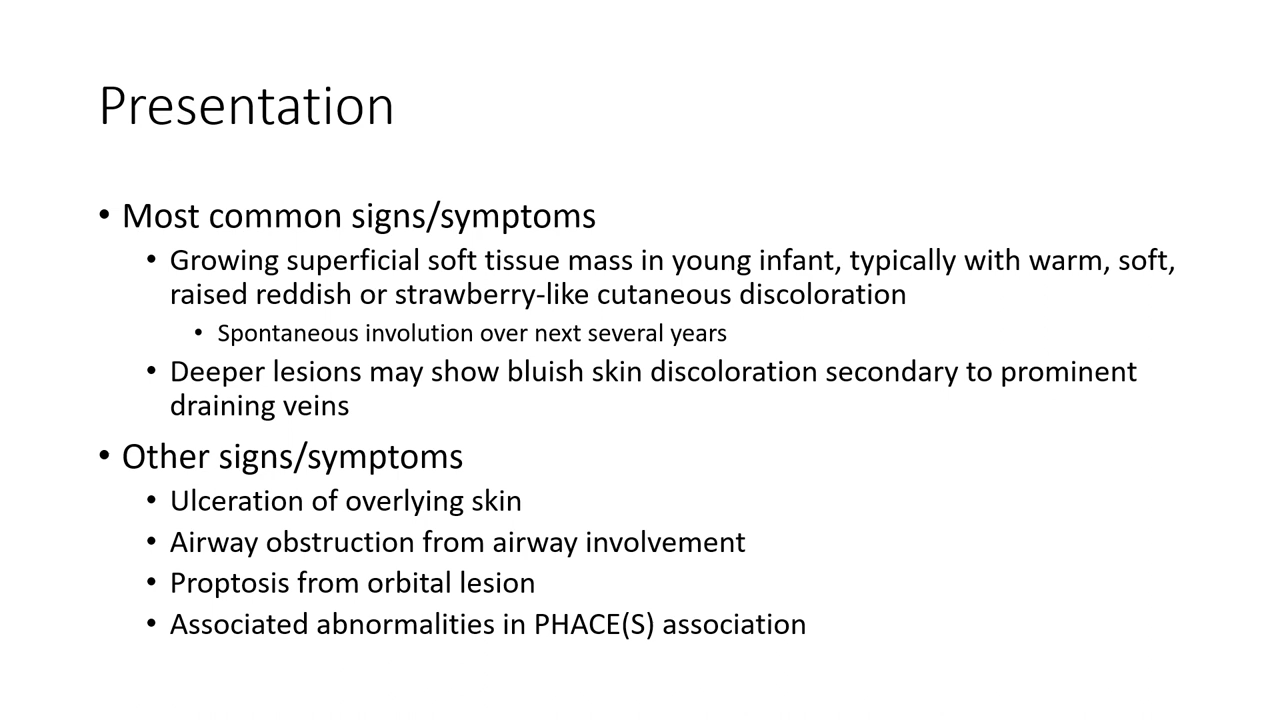 Presentation
• Most common signs/symptoms
• Growing superficial soft tissue mass in young infant, typically with warm, soft,
raised reddish or strawberry-like cutaneous discoloration
• Spontaneous involution over next several years
• Deeper lesions may show bluish skin discoloration secondary to prominent
draining veins
• Other signs/symptoms
• Ulceration of overlying skin
• Airway obstruction from airway involvement
• Proptosis from orbital lesion
• Associated abnormalities in PHACE(S) association